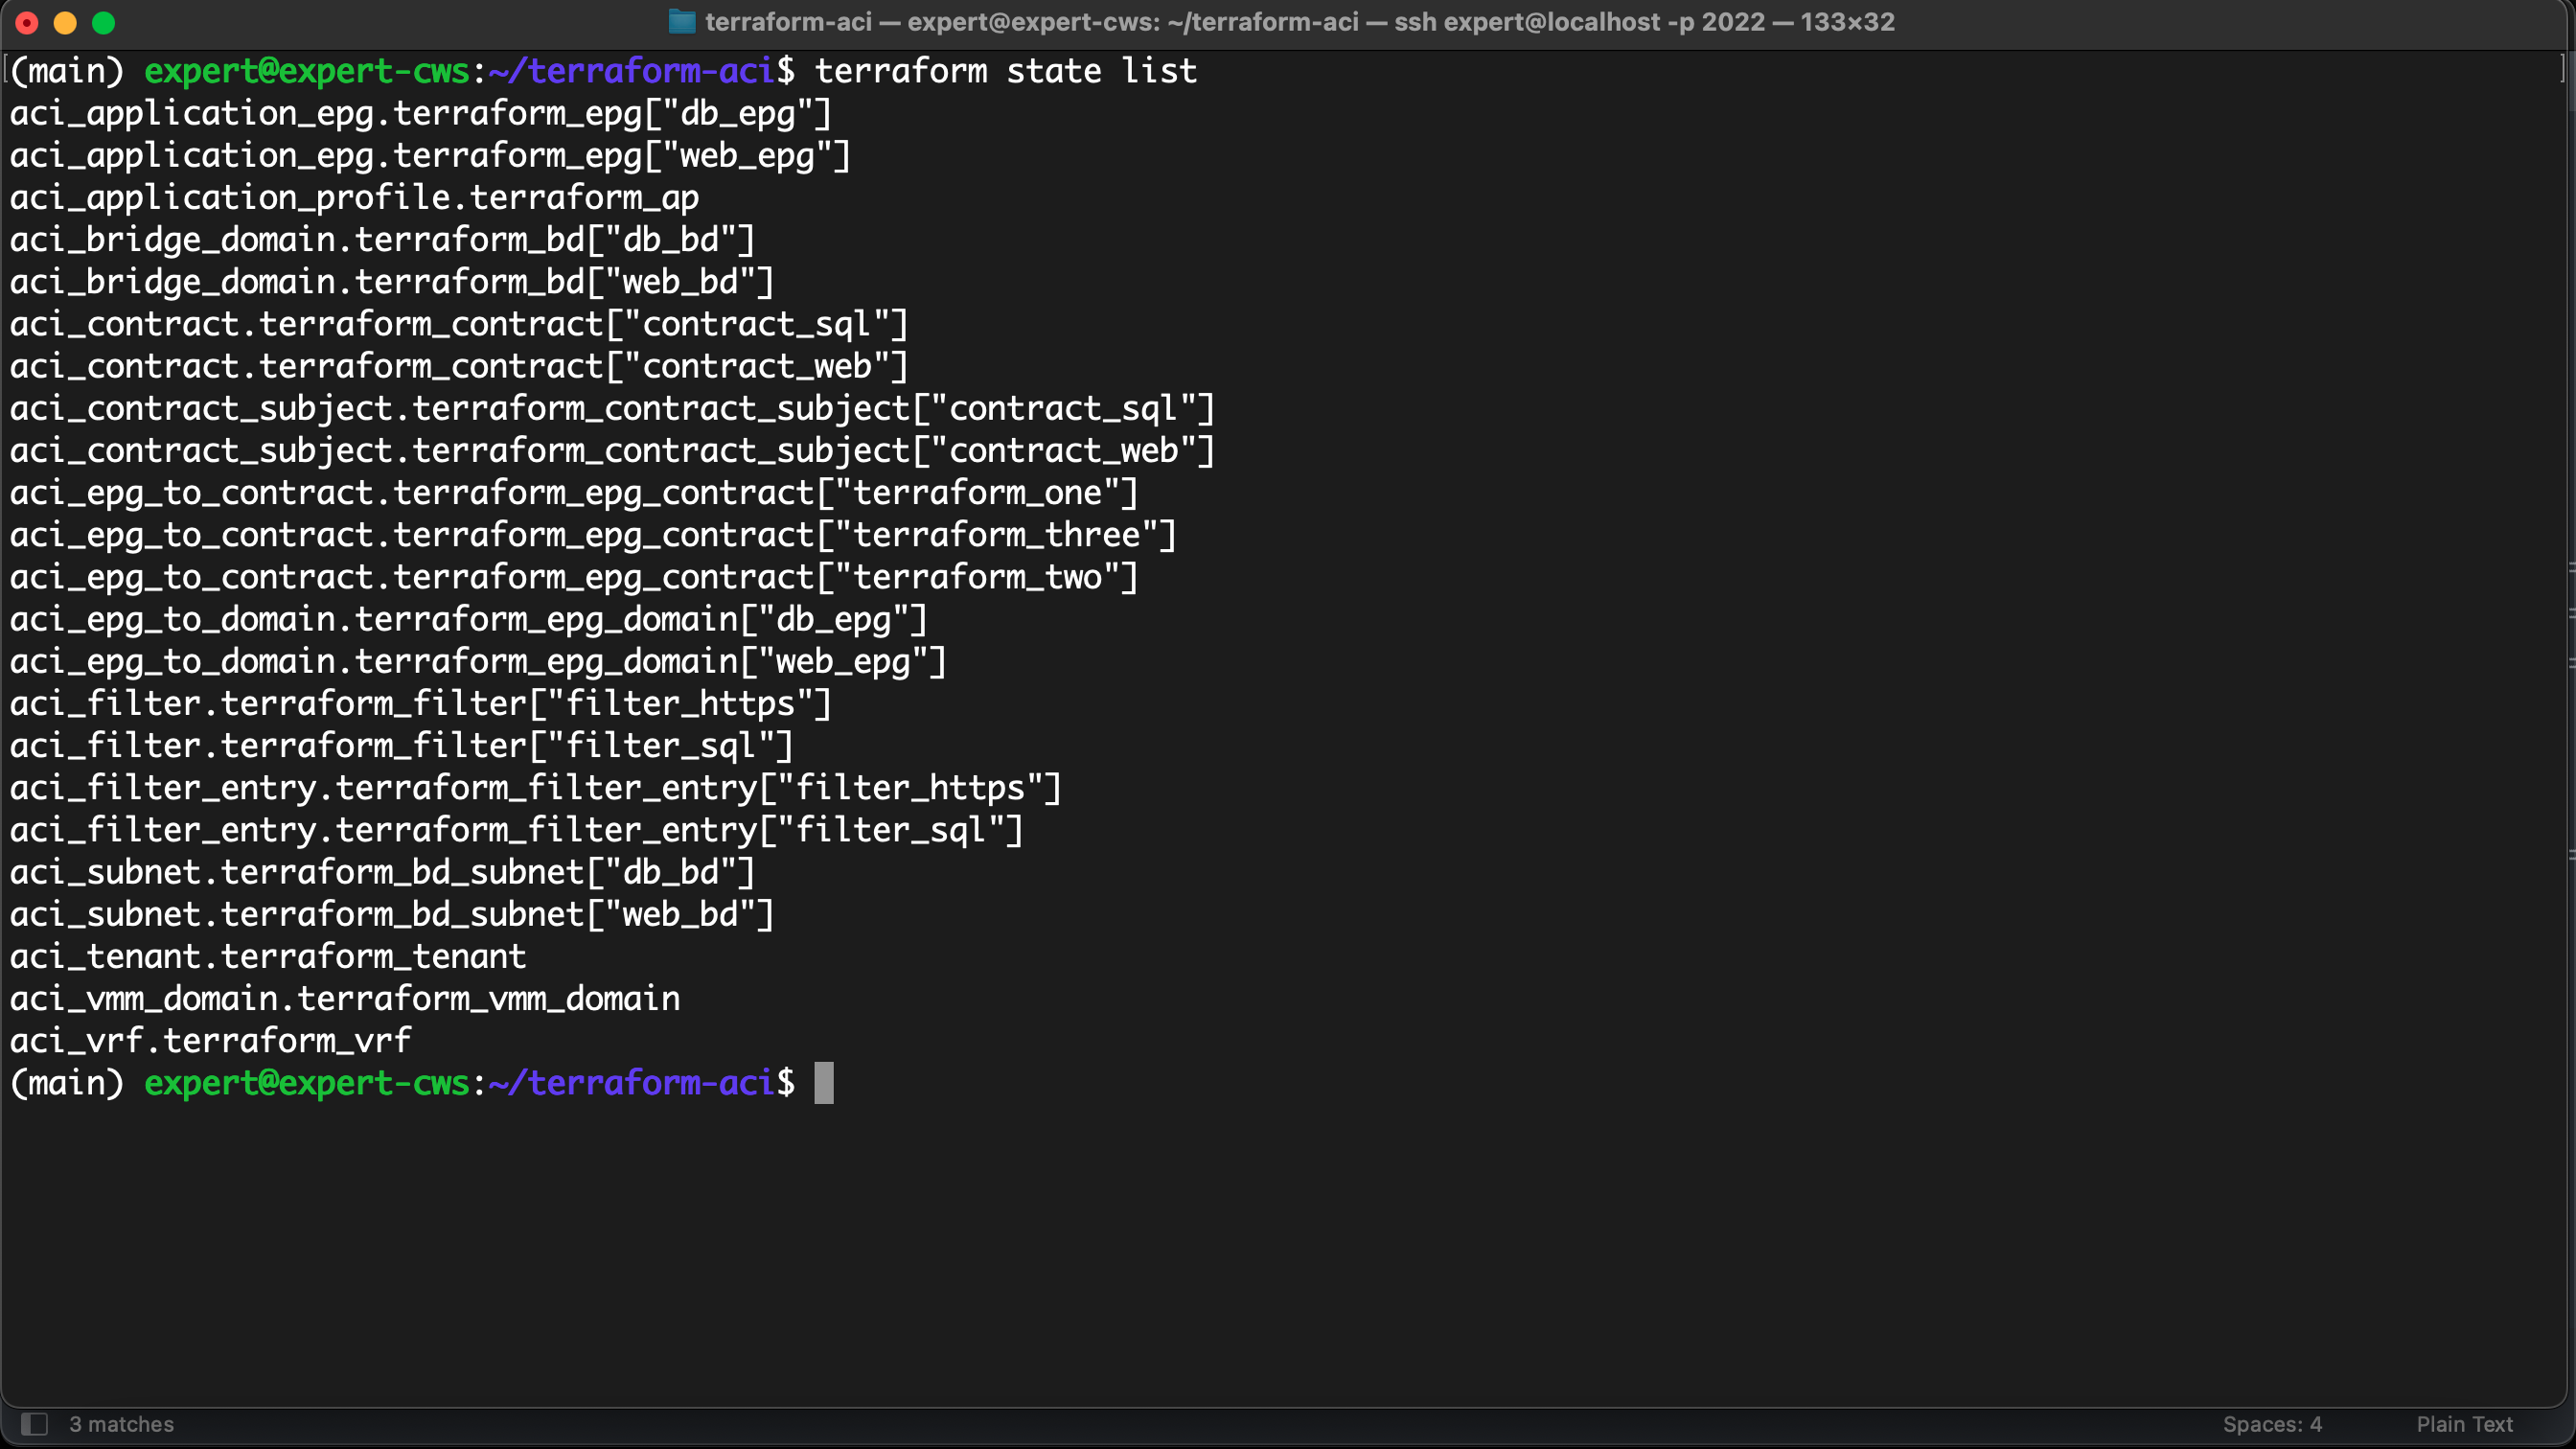 terraform-aci — expert@expert-cws: ~/terraform-aci — ssh expert@localhost -p 2022 — 133×32
(main) expert@expert-cws:~/terraform-aci$ terraform state list
aci_application_epg.terraform_epg["db_epg"]
aci_application_epg.terraform_epg["web_epg"]
aci_application_profile.terraform_ap
aci_bridge_domain.terraform_bd["db_bd"]
aci_bridge_domain.terraform_bd["web_bd"]
aci_contract.terraform_contract["contract_sql"]
aci_contract.terraform_contract["contract_web"]
aci_contract_subject.terraform_contract_subject["contract_sql"]
aci_contract_subject.terraform_contract_subject["contract_web"]
aci_epg_to_contract.terraform_epg_contract["terraform_one"]
aci_epg_to_contract.terraform_epg_contract["terraform_three"]
aci_epg_to_contract.terraform_epg_contract["terraform_two"]
aci_epg_to_domain.terraform_epg_domain["db_epg"]
aci_epg_to_domain.terraform_epg_domain["web_epg"]
aci_filter.terraform_filter["filter_https"]
aci_filter.terraform_filter["filter_sql"]
aci_filter_entry.terraform_filter_entry["filter_https"]
aci_filter_entry.terraform_filter_entry["filter_sql"]
aci_subnet.terraform_bd_subnet["db_bd"]
aci_subnet.terraform_bd_subnet["web_bd"]
aci_tenant.terraform_tenant
aci_vmm_domain.terraform_vmm_domain
aci_vrf.terraform_vrf
(main) expert@expert-cws:~/terraform-aci$
3 matches Spaces: 4 Plain Text